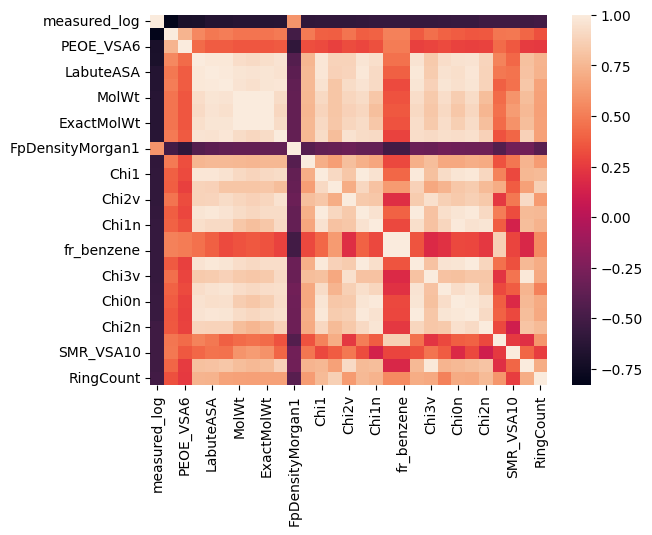 measured_log
PEOE_VSA6
LabuteASA
MolWt
ExactMolWt
FpDensityMorgan1
Chi1
Chi2v
Chi1n
fr_benzene
Chi3v
Chi0n
Chi2n
SMR_VSA10
RingCount
measured_log
PEOE_VSA6
LabuteASA
MolWt
ExactMolWt
FpDensityMorgan1
Chi1
Chi2v
Chi1n
fr_benzene
Chi3v
Chi0n
Chi2n
SMR_VSA10
RingCount
1.00
0.75
0.50
0.25
0.00
−0.25
−0.50
−0.75